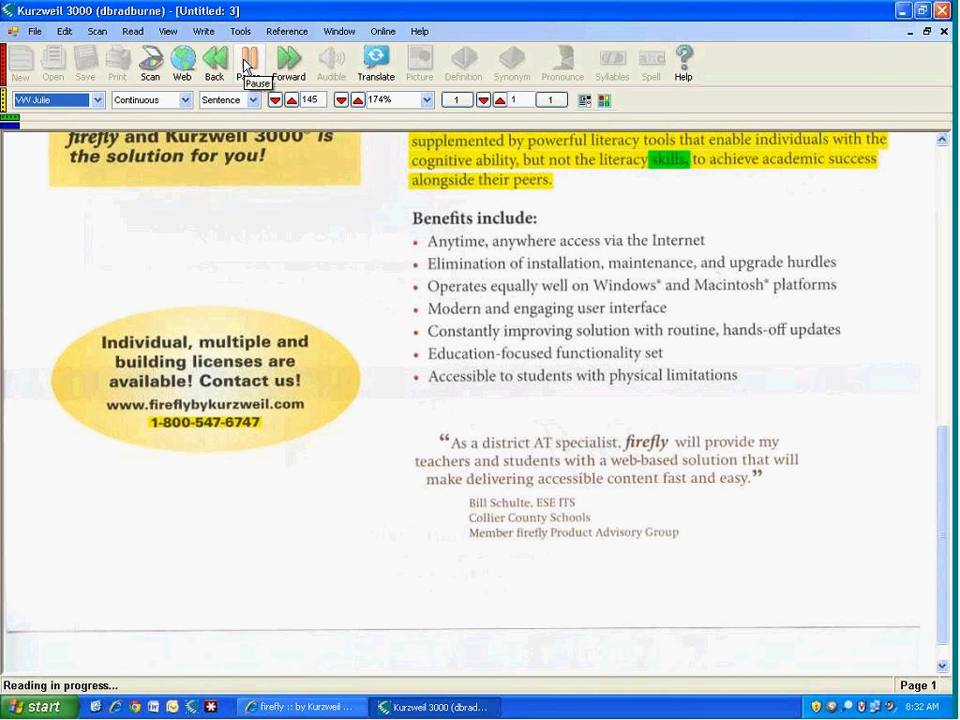 Kurzweil 3000 (dbradburne) - [Untitled: 3]
File Edit Scan Read View Write Tools Reference Window Online Help
New Open Save Print Scan Web Back Forward Audible Translate Picture Definition Synonym Pronounce Syllables Spell Help
Pause
VW Julie Continuous Sentence 145 174% 1 1 1
firefly and Kurzweil 3000® is
the solution for you!
Individual, multiple and
building licenses are
available! Contact us!
www.fireflybykurzweil.com
1-800-547-6747
supplemented by powerful literacy tools that enable individuals with the
cognitive ability, but not the literacy skills, to achieve academic success
alongside their peers.
Benefits include:
• Anytime, anywhere access via the Internet
• Elimination of installation, maintenance, and upgrade hurdles
• Operates equally well on Windows® and Macintosh® platforms
• Modern and engaging user interface
• Constantly improving solution with routine, hands-off updates
• Education-focused functionality set
• Accessible to students with physical limitations
“As a district AT specialist, firefly will provide my
teachers and students with a web-based solution that will
make delivering accessible content fast and easy.”
Bill Schulte, ESE ITS
Collier County Schools
Member firefly Product Advisory Group
Reading in progress... Page 1
start firefly :: by Kurzweil ... Kurzweil 3000 (dbrad... 8:32 AM